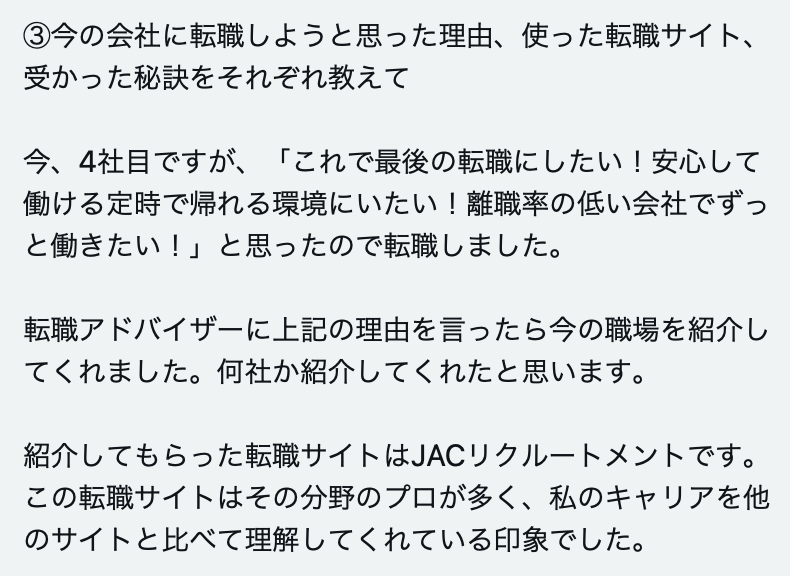 ③今の会社に転職しようと思った理由、使った転職サイト、
受かった秘訣をそれぞれ教えて
今、4社目ですが、「これで最後の転職にしたい！安心して
働ける定時で帰れる環境にいたい！離職率の低い会社でずっ
と働きたい！」と思ったので転職しました。
転職アドバイザーに上記の理由を言ったら今の職場を紹介し
てくれました。何社か紹介してくれたと思います。
紹介してもらった転職サイトはJACリクルートメントです。
この転職サイトはその分野のプロが多く、私のキャリアを他
のサイトと比べて理解してくれている印象でした。